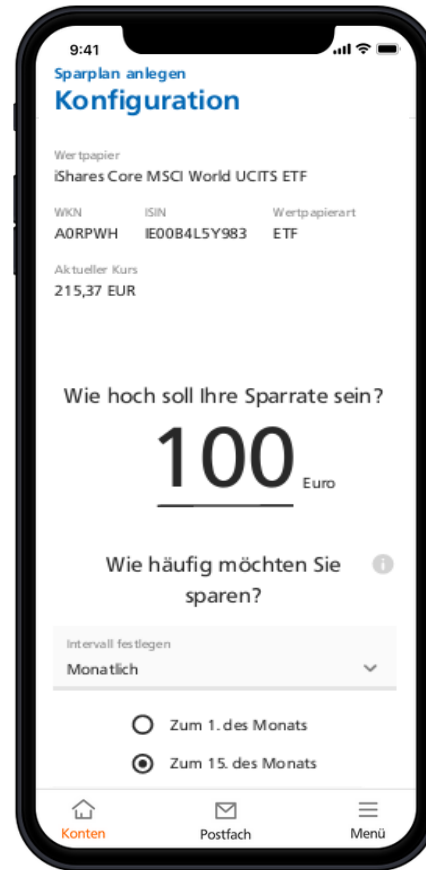 9:41
Sparplan anlegen
Konfiguration
Wertpapier
iShares Core MSCI World UCITS ETF
WKN ISIN Wertpapierart
A0RPWH IE00B4L5Y983 ETF
Aktueller Kurs
215,37 EUR
Wie hoch soll Ihre Sparrate sein?
100 Euro
Wie häufig möchten Sie
sparen?
Intervall festlegen
Monatlich
Zum 1. des Monats
Zum 15. des Monats
Konten Postfach Menü